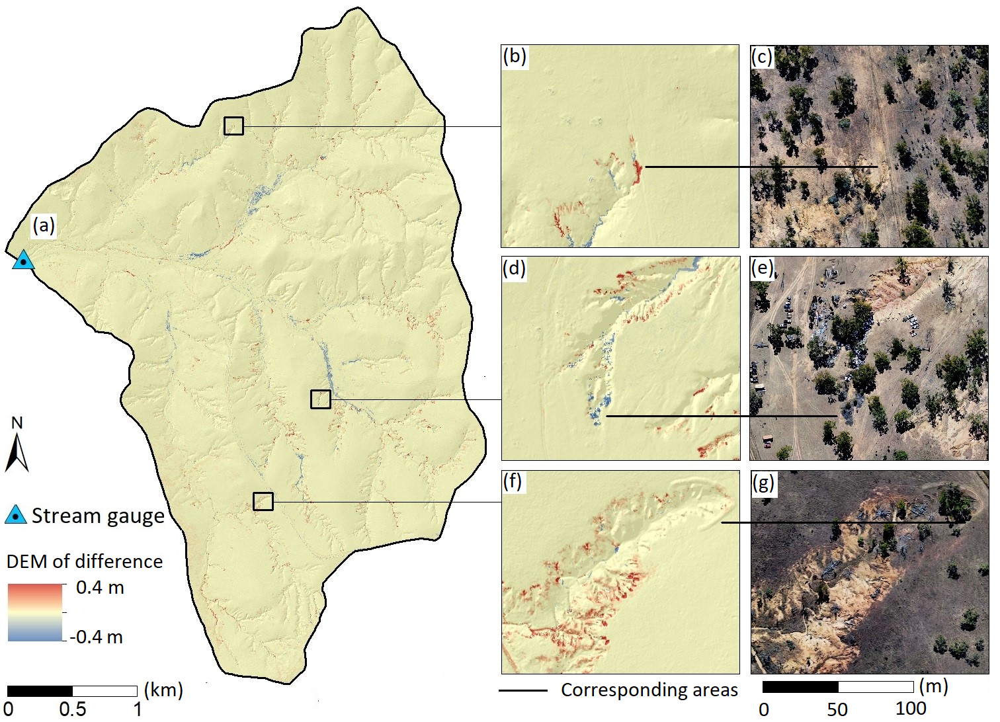 (a)
(b)
(c)
(d)
(e)
(f)
(g)
N
Stream gauge
DEM of difference
0.4 m
-0.4 m
(km)
0 0.5 1
Corresponding areas
(m)
0 50 100